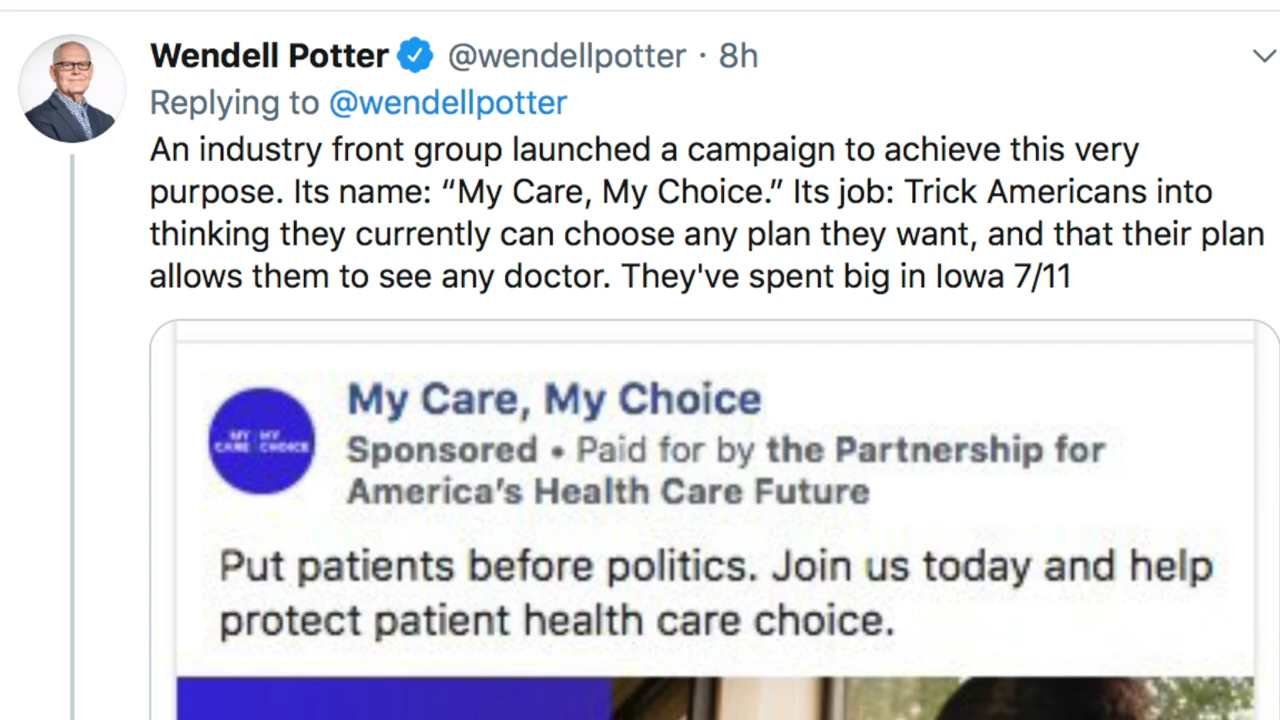 Wendell Potter @wendellpotter · 8h
Replying to @wendellpotter
An industry front group launched a campaign to achieve this very
purpose. Its name: “My Care, My Choice.” Its job: Trick Americans into
thinking they currently can choose any plan they want, and that their plan
allows them to see any doctor. They've spent big in Iowa 7/11
MY MY
CARE CHOICE
My Care, My Choice
Sponsored • Paid for by the Partnership for
America’s Health Care Future
Put patients before politics. Join us today and help
protect patient health care choice.